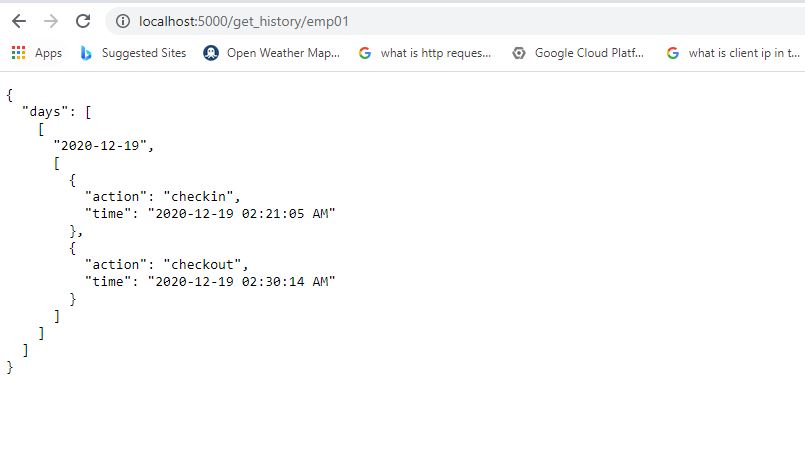 localhost:5000/get_history/emp01
Apps Suggested Sites Open Weather Map... what is http reques... Google Cloud Platf... what is client ip in t...
{
  "days": [
    [
      "2020-12-19",
      [
        {
          "action": "checkin",
          "time": "2020-12-19 02:21:05 AM"
        },
        {
          "action": "checkout",
          "time": "2020-12-19 02:30:14 AM"
        }
      ]
    ]
  ]
}